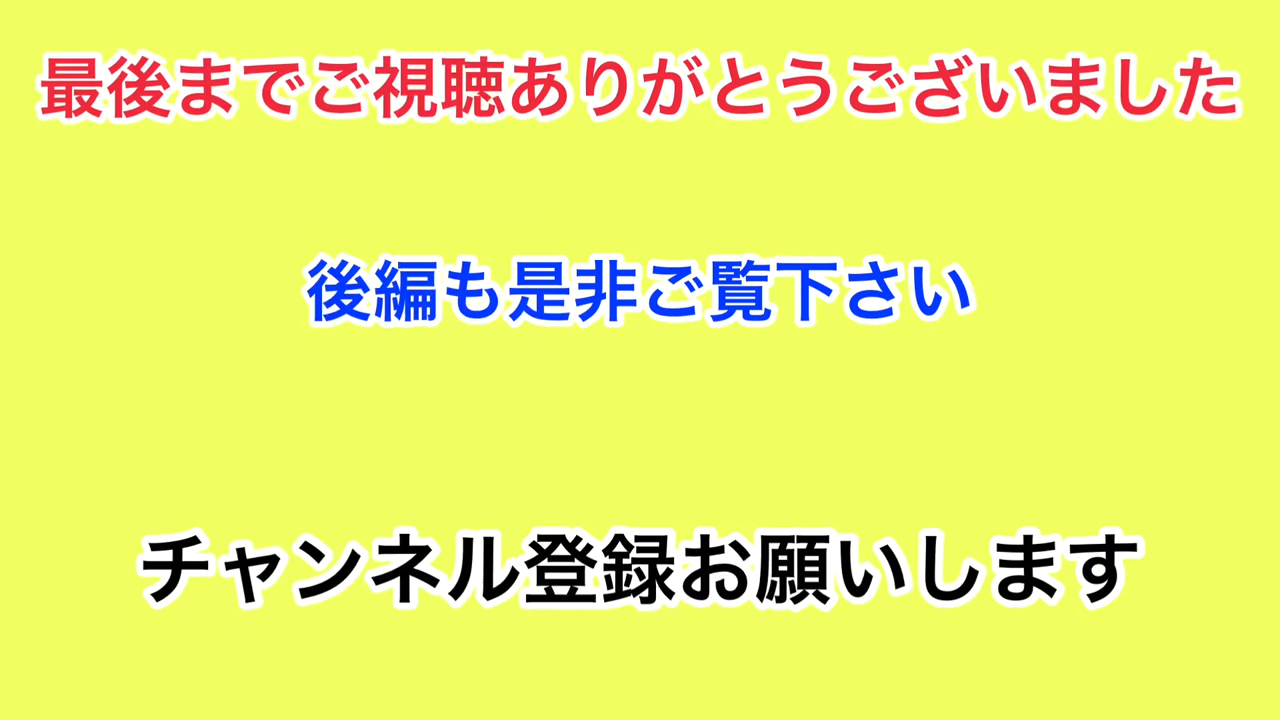 最後までご視聴ありがとうございました
後編も是非ご覧下さい
チャンネル登録お願いします